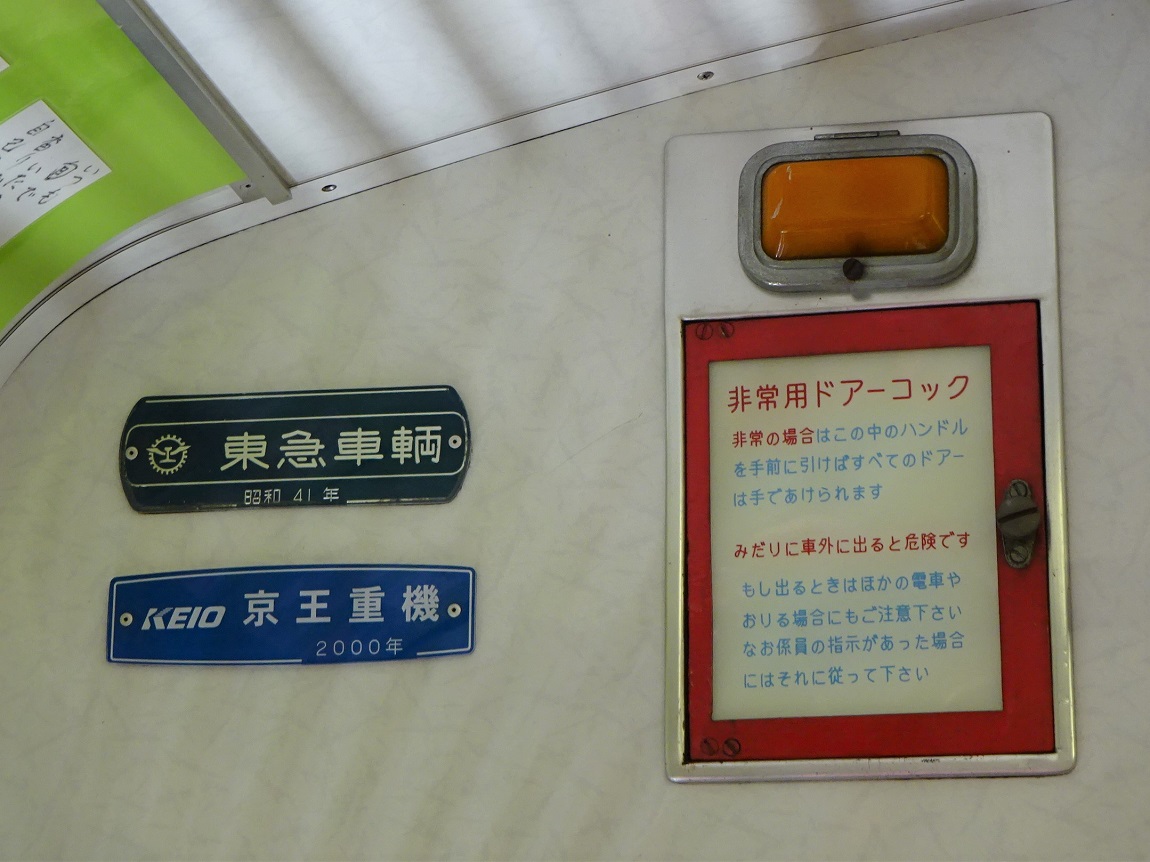 東急車輌
昭和 41 年
KEIO 京王重機
2000年
非常用ドアーコック
非常の場合はこの中のハンドル
を手前に引けばすべてのドアー
は手であけられます
みだりに車外に出ると危険です
もし出るときはほかの電車や
おりる場合にもご注意下さい
なお係員の指示があった場合
にはそれに従って下さい